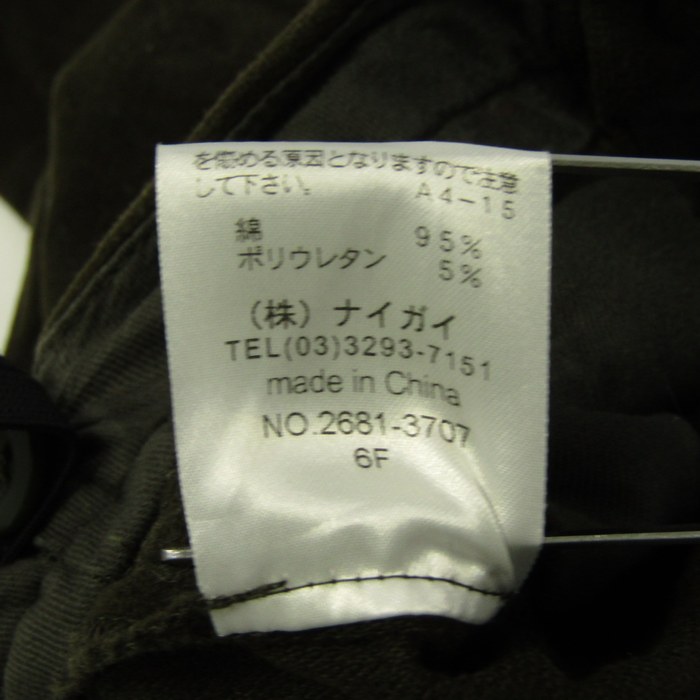 を傷める原因となりますので注意
して下さい。
A4-15
綿 95%
ポリウレタン 5%
(株)ナイガイ
TEL(03)3293-7151
made in China
NO.2681-3707
6F